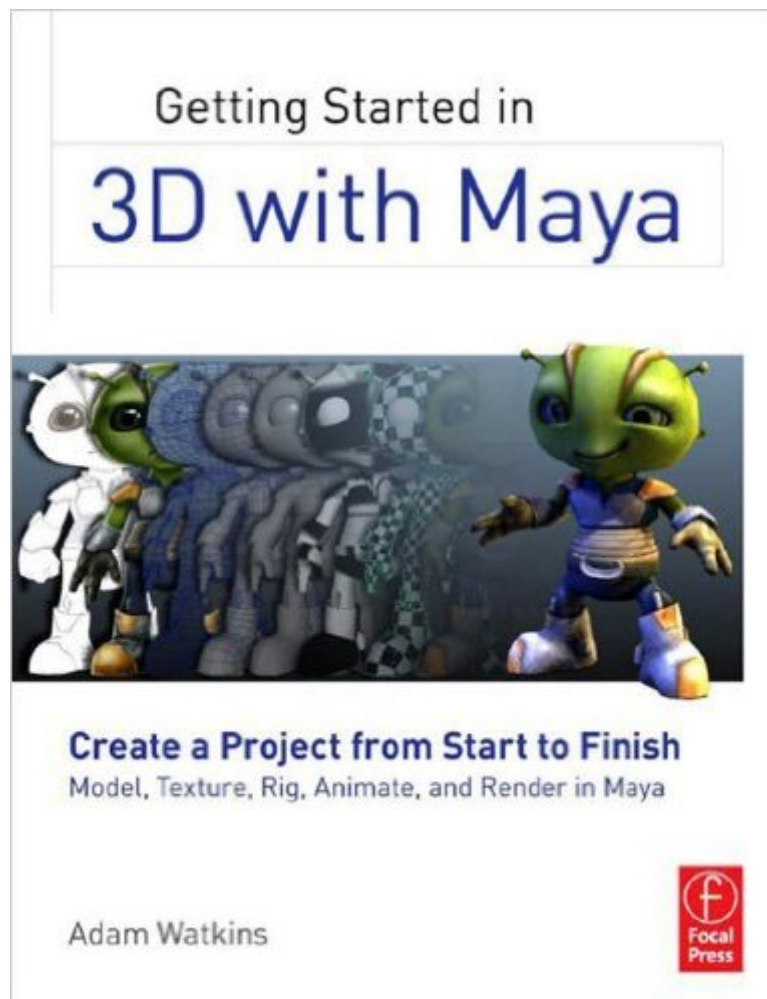 Getting Started in
3D with Maya
Create a Project from Start to Finish
Model, Texture, Rig, Animate, and Render in Maya
Adam Watkins
f
Focal
Press